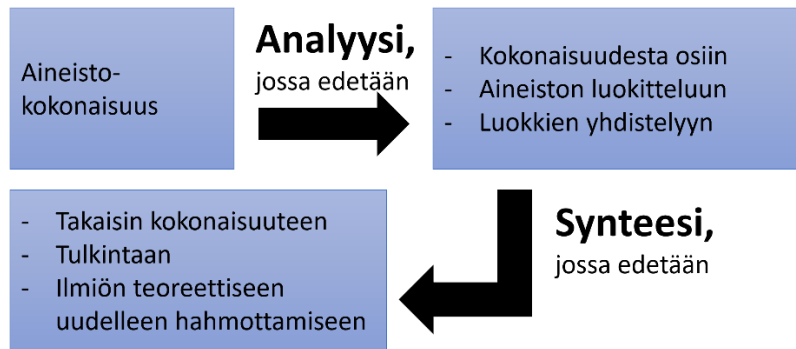 Aineisto-
kokonaisuus
Analyysi,
jossa edetään
- Kokonaisuudesta osiin
- Aineiston luokitteluun
- Luokkien yhdistelyyn
Synteesi,
jossa edetään
- Takaisin kokonaisuuteen
- Tulkintaan
- Ilmiön teoreettiseen
uudelleen hahmottamiseen